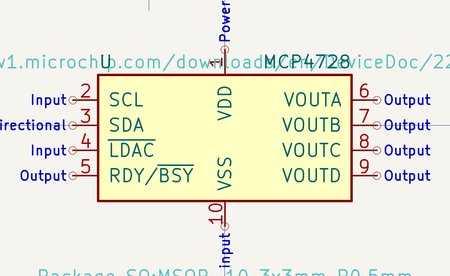 Power
w1.microchip.com/downloads/en/DeviceDoc/22
U MCP4728
1
VDD
Input 2 SCL VOUTA 6 Output
irectional 3 SDA VOUTB 7 Output
Input 4 LDAC VOUTC 8 Output
Output 5 RDY/BSY VOUTD 9 Output
VSS
10
input
Package_SO:MSOP-10_3x3mm_P0.5mm